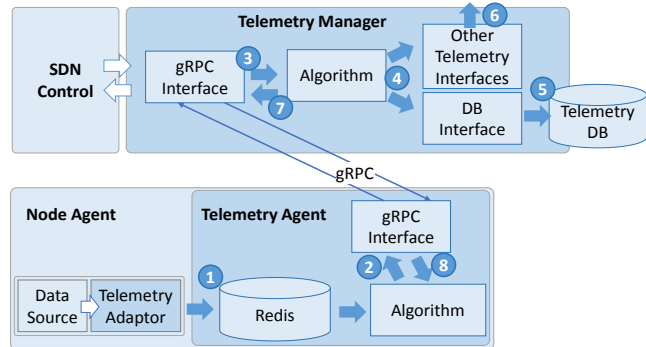 Telemetry Manager
6
SDN
Control
gRPC
Interface
3
7
Algorithm
4
Other
Telemetry
Interfaces
DB
Interface
5
Telemetry
DB
gRPC
Node Agent
Telemetry Agent
gRPC
Interface
2
8
Data
Source
Telemetry
Adaptor
1
Redis
Algorithm